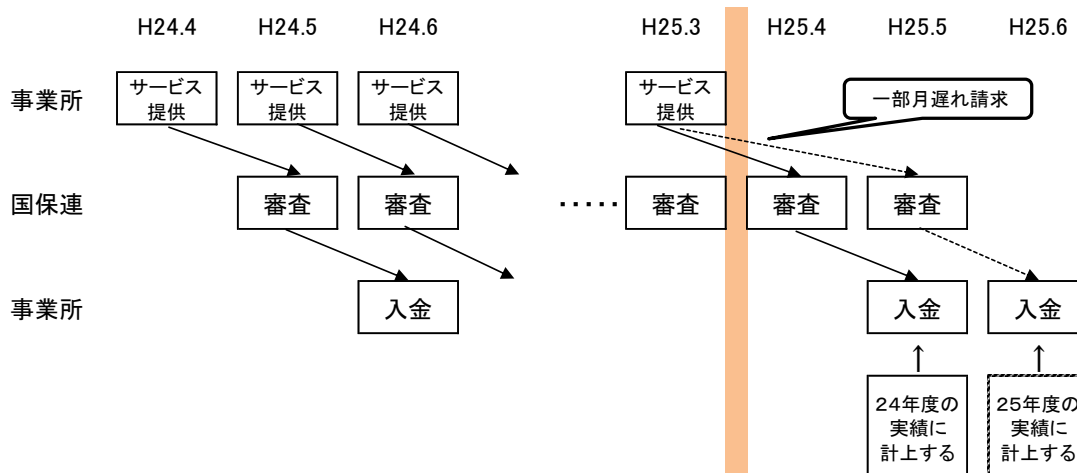 H24.4 H24.5 H24.6 H25.3 H25.4 H25.5 H25.6
事業所
サービス
提供
サービス
提供
サービス
提供
サービス
提供
一部月遅れ請求
国保連
審査
審査
・・・・・
審査
審査
審査
事業所
入金
入金
入金
↑
↑
24年度の
実績に
計上する
25年度の
実績に
計上する